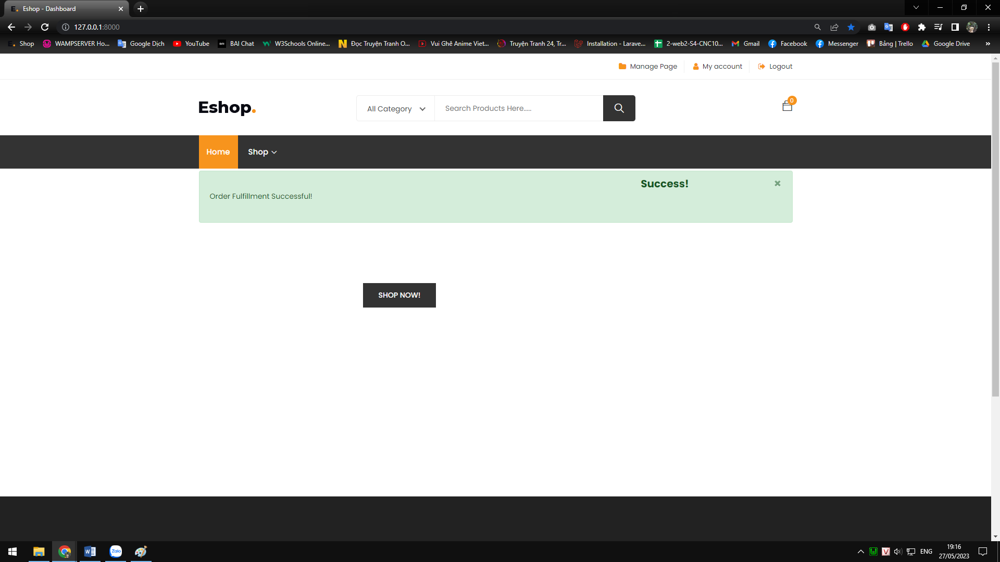 Eshop - Dashboard
127.0.0.1:8000
Shop
WAMPSERVER Ho...
Google Dịch
YouTube
BAI Chat
W3Schools Online...
Đọc Truyện Tranh O...
Vui Ghê Anime Viet...
Truyện Tranh 24, Tr...
Installation - Larave...
2-web2-S4-CNC10...
Gmail
Facebook
Messenger
Bảng | Trello
Google Drive
»
Manage Page
My account
Logout
Eshop.
All Category
Search Products Here.....
0
Home
Shop
Success!
Order Fulfillment Successful!
SHOP NOW!
Zalo
ENG
19:16
27/05/2023